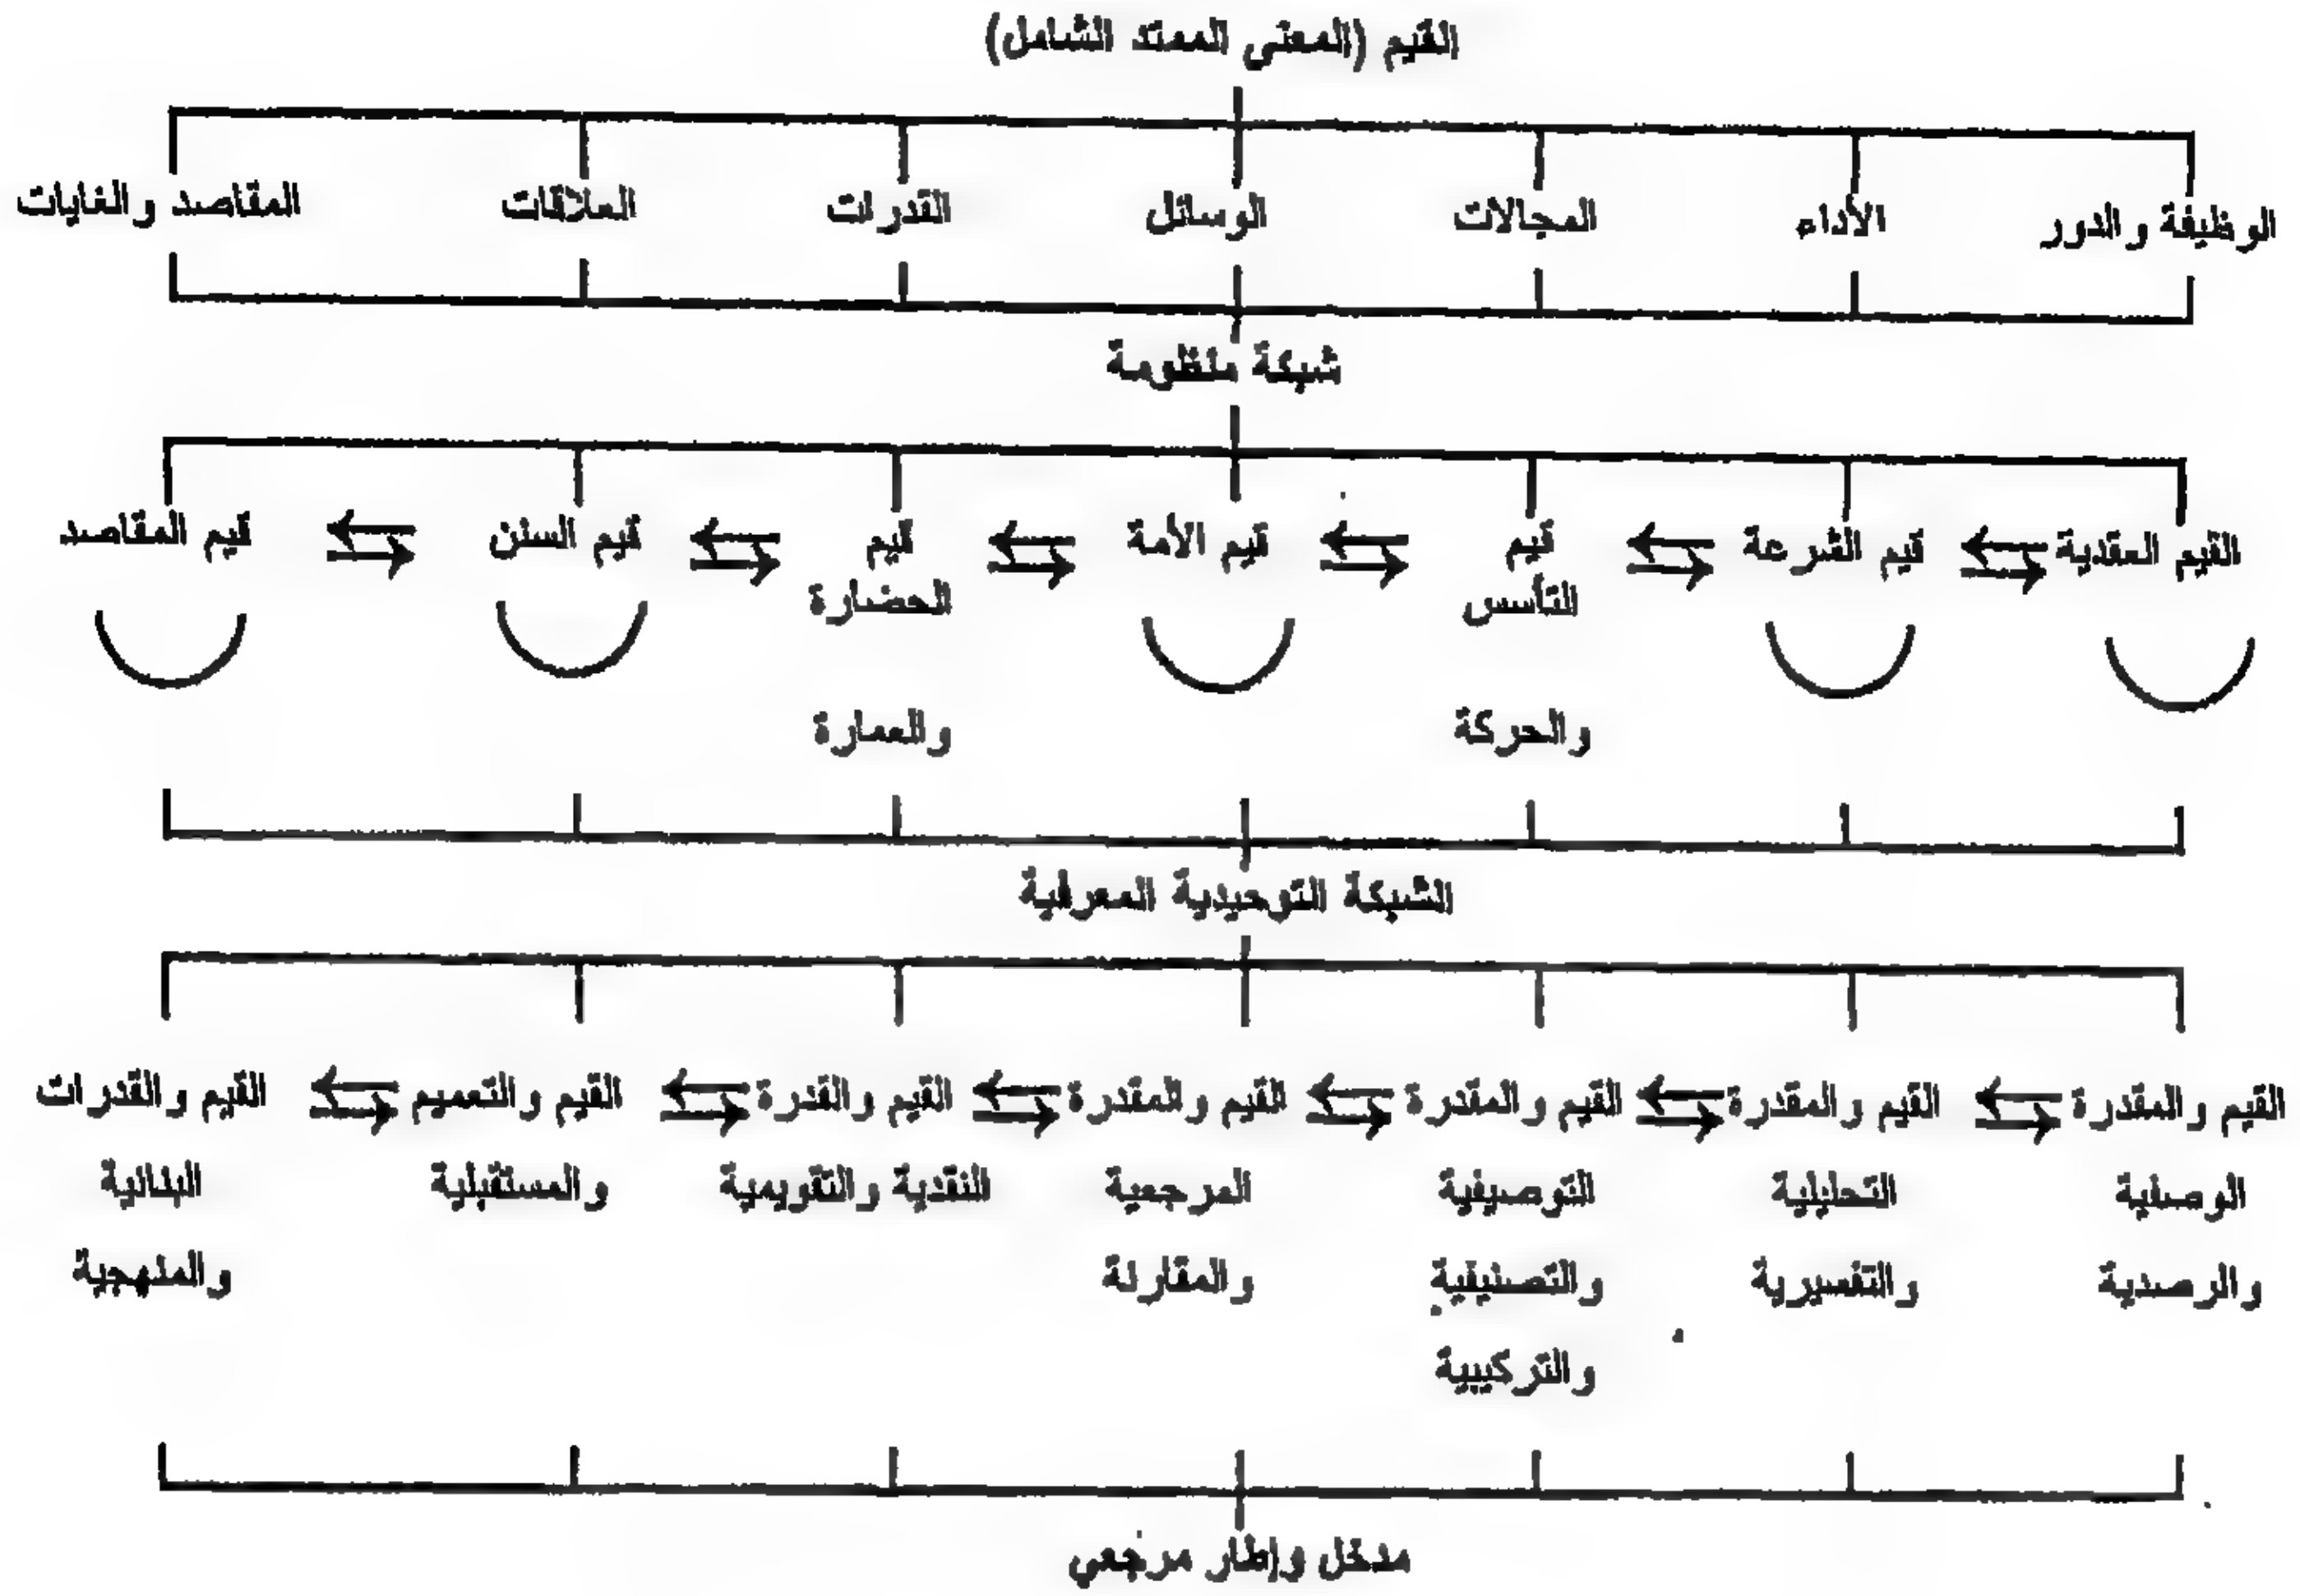 القيم (المعنى الممتد الشامل)
الوظيفة والدور
الأداء
المجالات
الوسائل
القدرات
العلاقات
المقاصد والغايات
شبكة منظومة
القيم العقدية
قيم الشرعة
قيم
التأسس
والحركة
قيم الأمة
قيم
الحضارة
والعمارة
قيم السنن
قيم المقاصد
الشبكة التوحيدية المعرفية
القيم والمقدرة
الوصفية
والرصدية
القيم والمقدرة
التحليلية
والتفسيرية
القيم والمقدرة
التوصيفية
والتصنيفية
والتركيبية
القيم والمقدرة
المرجعية
والمقارنة
القيم والقدرة
النقدية والتقويمية
القيم والتعميم
والمستقبلية
القيم والقدرات
البنائية
والمنهجية
مدخل وإطار مرجعي